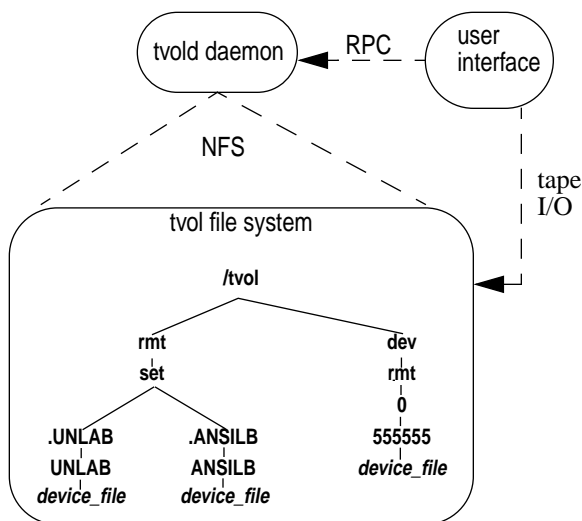 tvold daemon
RPC
user
interface
NFS
tape
I/O
tvol file system
/tvol
rmt
dev
set
rmt
0
.UNLAB
.ANSILB
555555
UNLAB
ANSILB
device_file
device_file
device_file